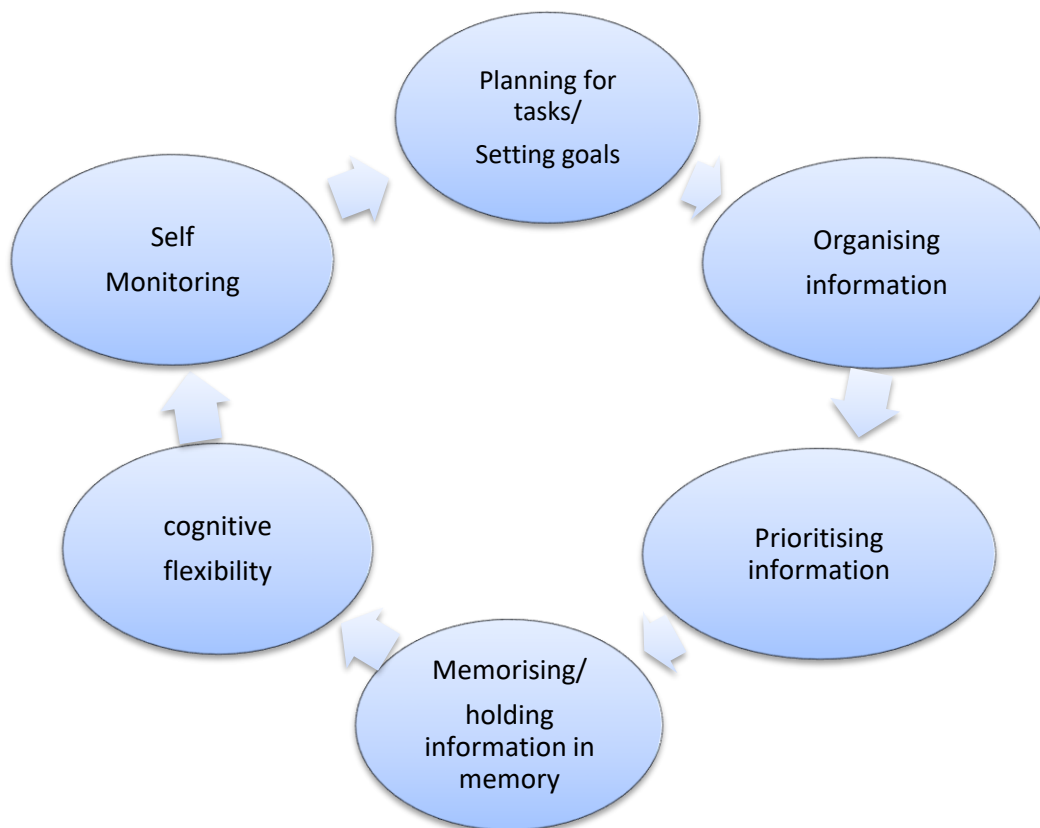 Planning for
tasks/
Setting goals
Organising
information
Prioritising
information
Memorising/
holding
information in
memory
cognitive
flexibility
Self
Monitoring